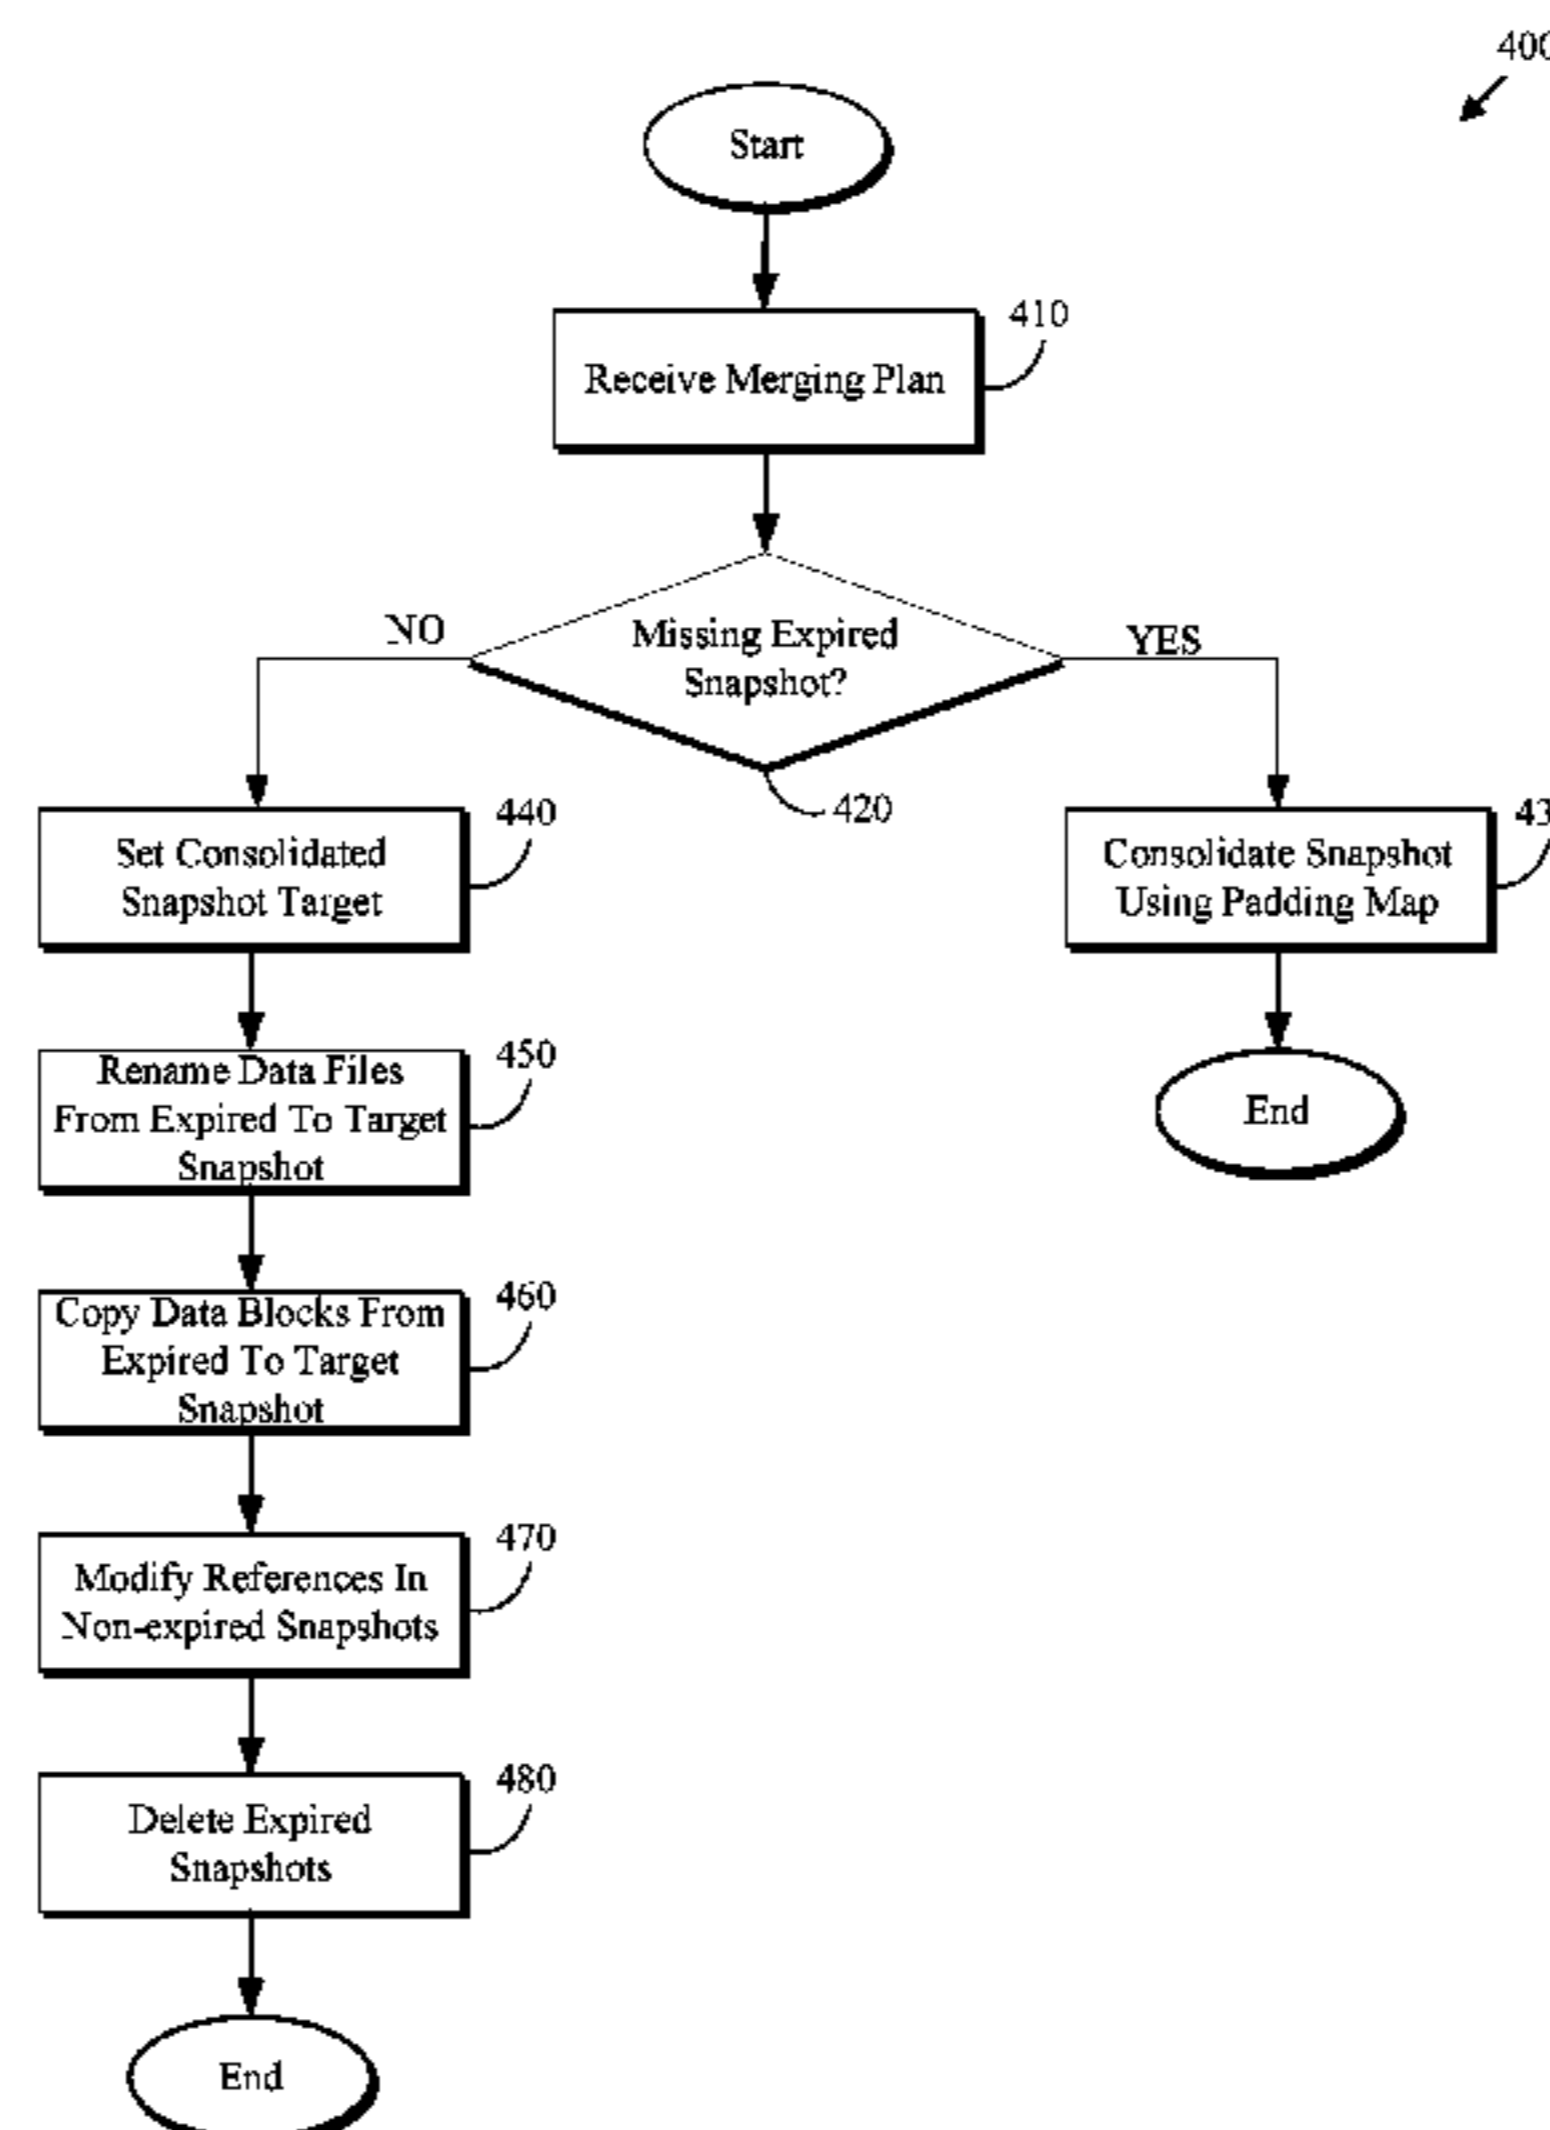 400
Start
410
Receive Merging Plan
NO
Missing Expired
Snapshot?
YES
420
440
Set Consolidated
Snapshot Target
43
Consolidate Snapshot
Using Padding Map
450
Rename Data Files
From Expired To Target
Snapshot
End
460
Copy Data Blocks From
Expired To Target
Snapshot
470
Modify References In
Non-expired Snapshots
480
Delete Expired
Snapshots
End